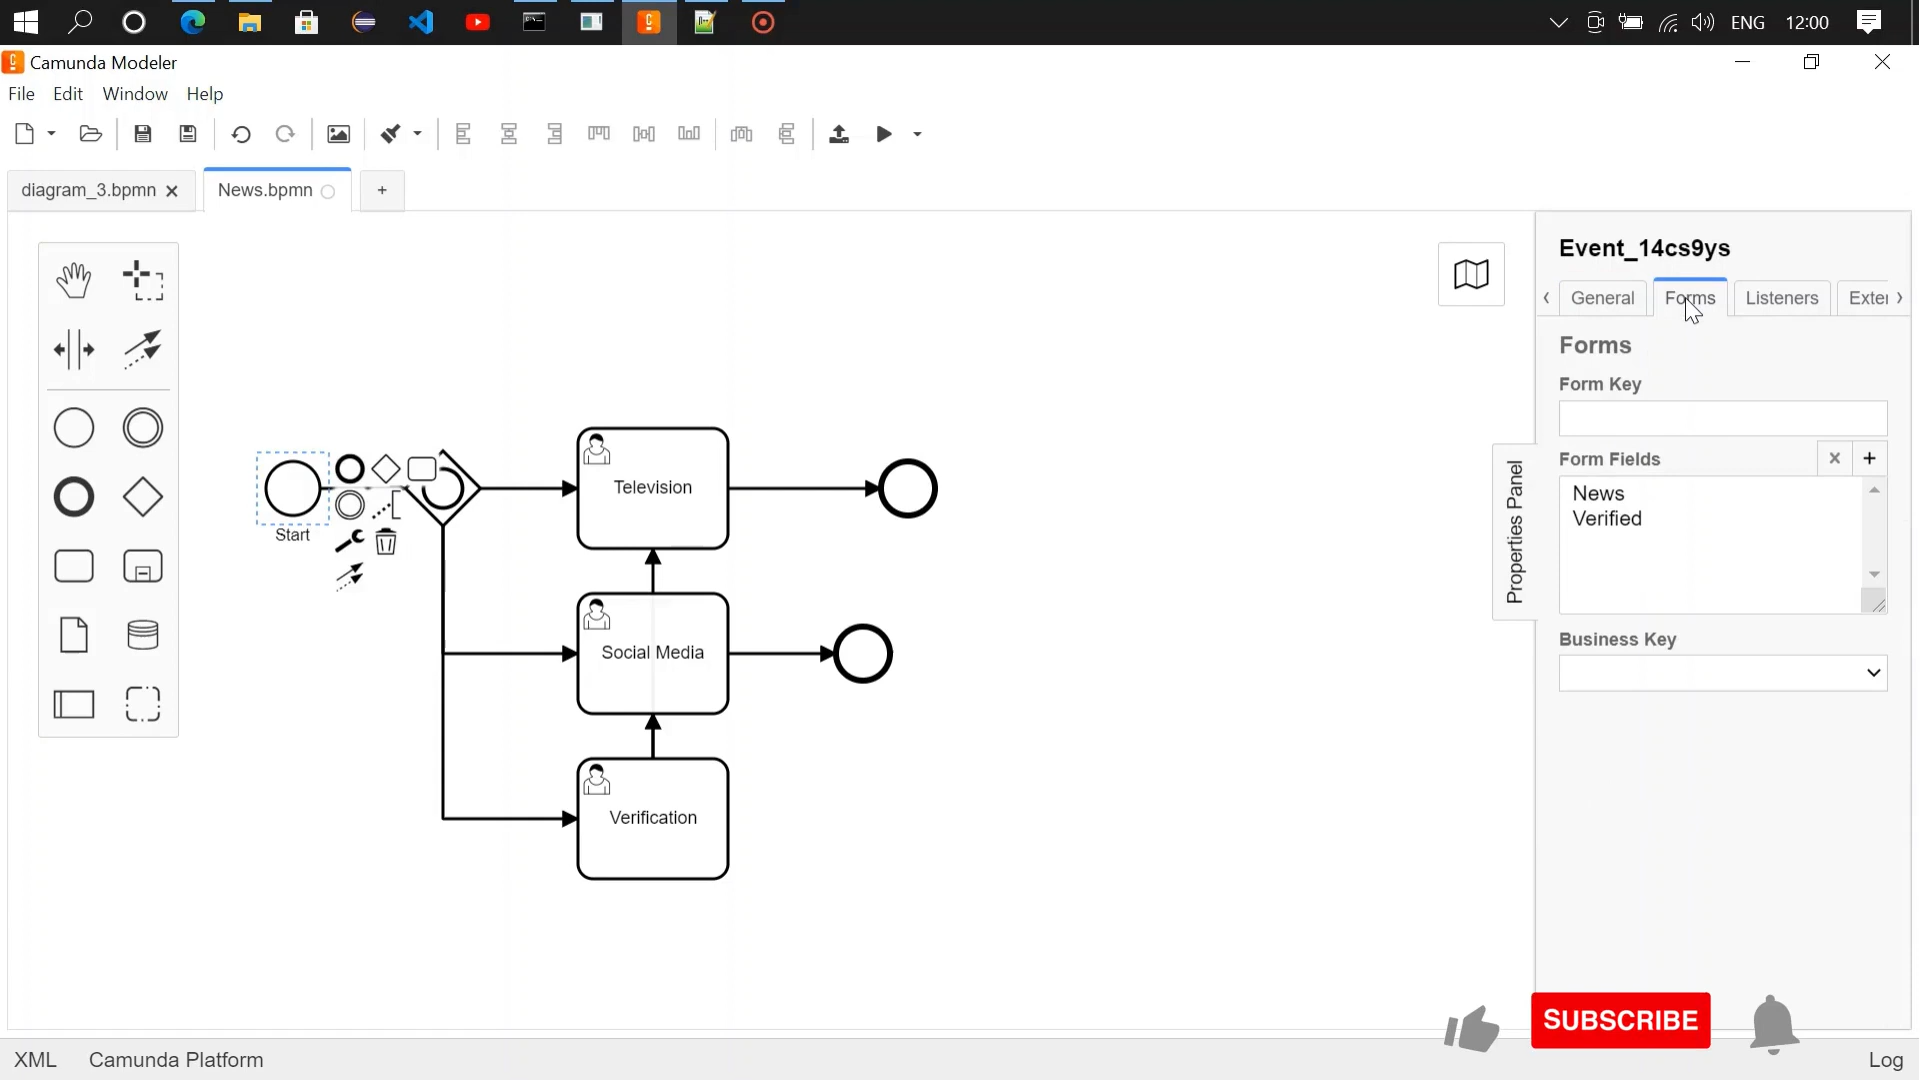 ENG 12:00
Camunda Modeler
File Edit Window Help
diagram_3.bpmn
News.bpmn
+
Event_14cs9ys
General Forms Listeners Exter
Forms
Form Key
Form Fields
News
Verified
Business Key
Properties Panel
Start
Television
Social Media
Verification
SUBSCRIBE
XML Camunda Platform Log